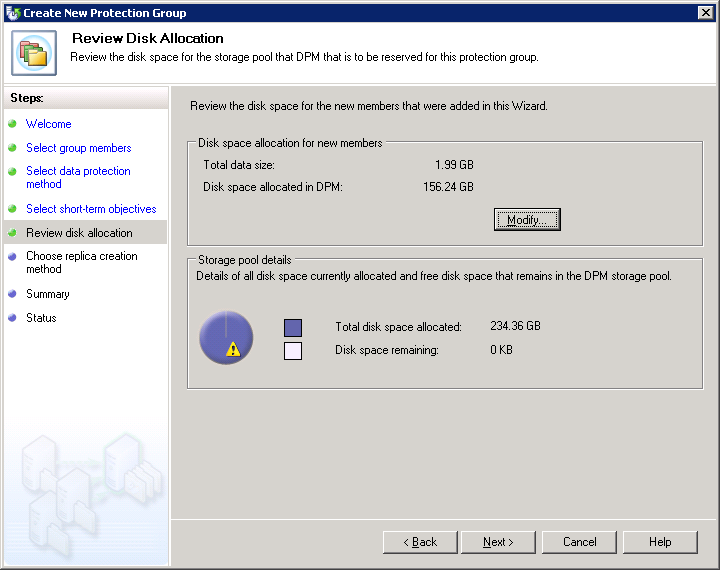 Create New Protection Group
Review Disk Allocation
Review the disk space for the storage pool that DPM that is to be reserved for this protection group.
Steps:
Welcome
Select group members
Select data protection
method
Select short-term objectives
Review disk allocation
Choose replica creation
method
Summary
Status
Review the disk space for the new members that were added in this Wizard.
Disk space allocation for new members
Total data size: 1.99 GB
Disk space allocated in DPM: 156.24 GB
Modify...
Storage pool details
Details of all disk space currently allocated and free disk space that remains in the DPM storage pool.
Total disk space allocated: 234.36 GB
Disk space remaining: 0 KB
< Back Next > Cancel Help